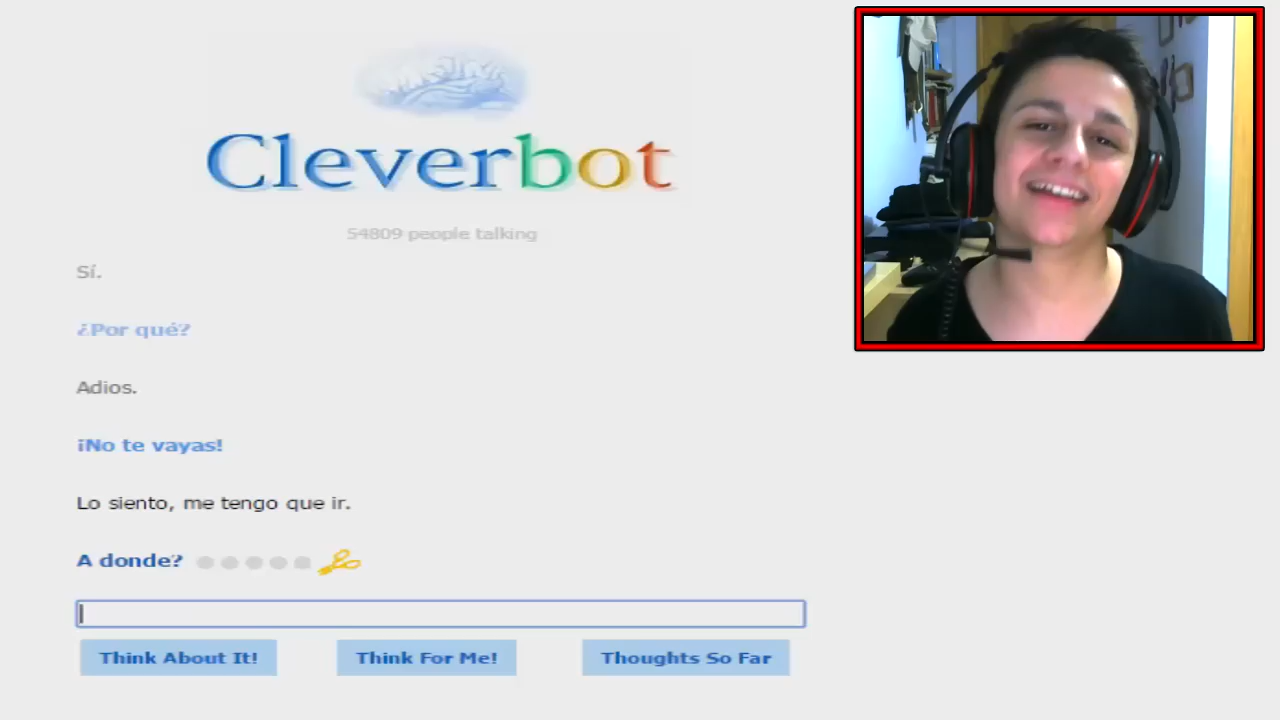 Cleverbot
54809 people talking
Sí.
¿Por qué?
Adios.
¡No te vayas!
Lo siento, me tengo que ir.
A donde?
Think About It!
Think For Me!
Thoughts So Far